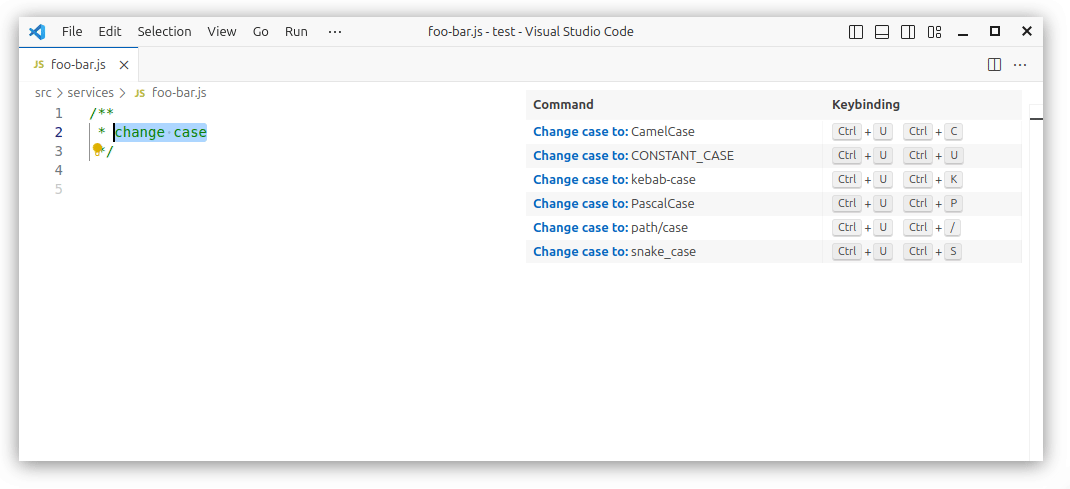 File Edit Selection View Go Run ··· foo-bar.js - test - Visual Studio Code
JS foo-bar.js
src > services > JS foo-bar.js
1 /**
2 * change·case
3 */
4
5
Command Keybinding
Change case to: CamelCase Ctrl + U Ctrl + C
Change case to: CONSTANT_CASE Ctrl + U Ctrl + U
Change case to: kebab-case Ctrl + U Ctrl + K
Change case to: PascalCase Ctrl + U Ctrl + P
Change case to: path/case Ctrl + U Ctrl + /
Change case to: snake_case Ctrl + U Ctrl + S